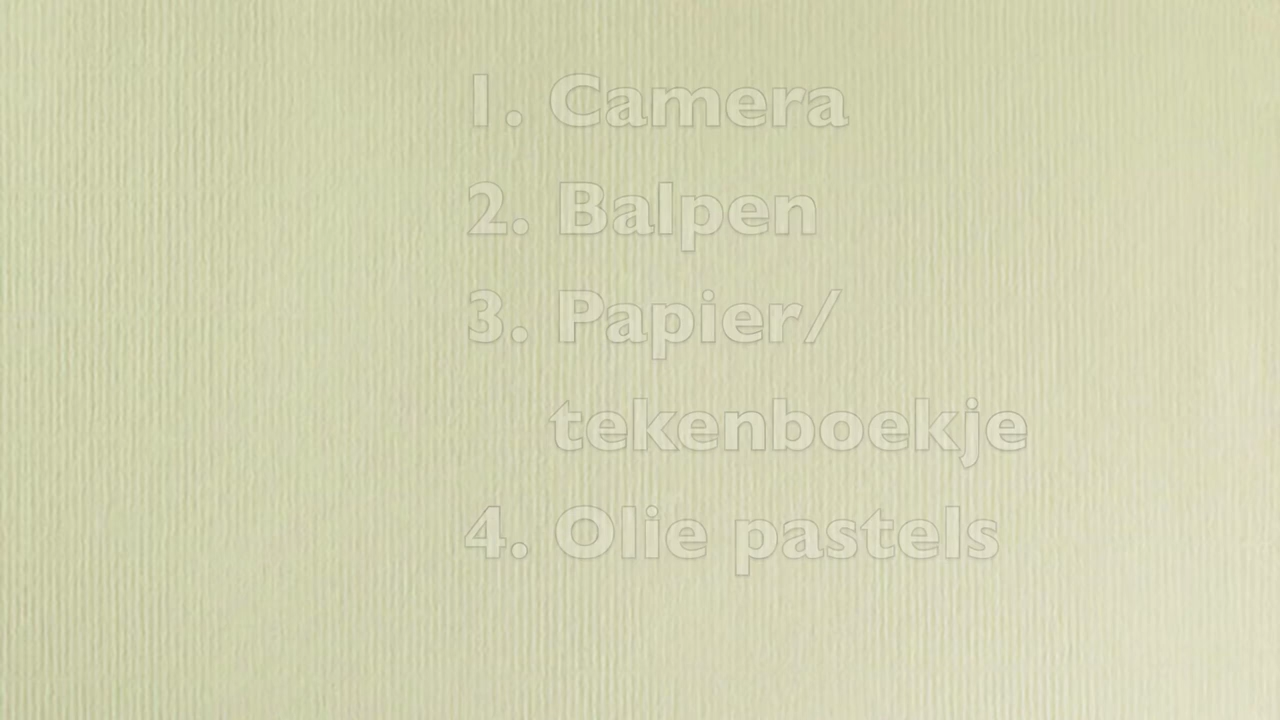 1. Camera
2. Balpen
3. Papier/
tekenboekje
4. Olie pastels